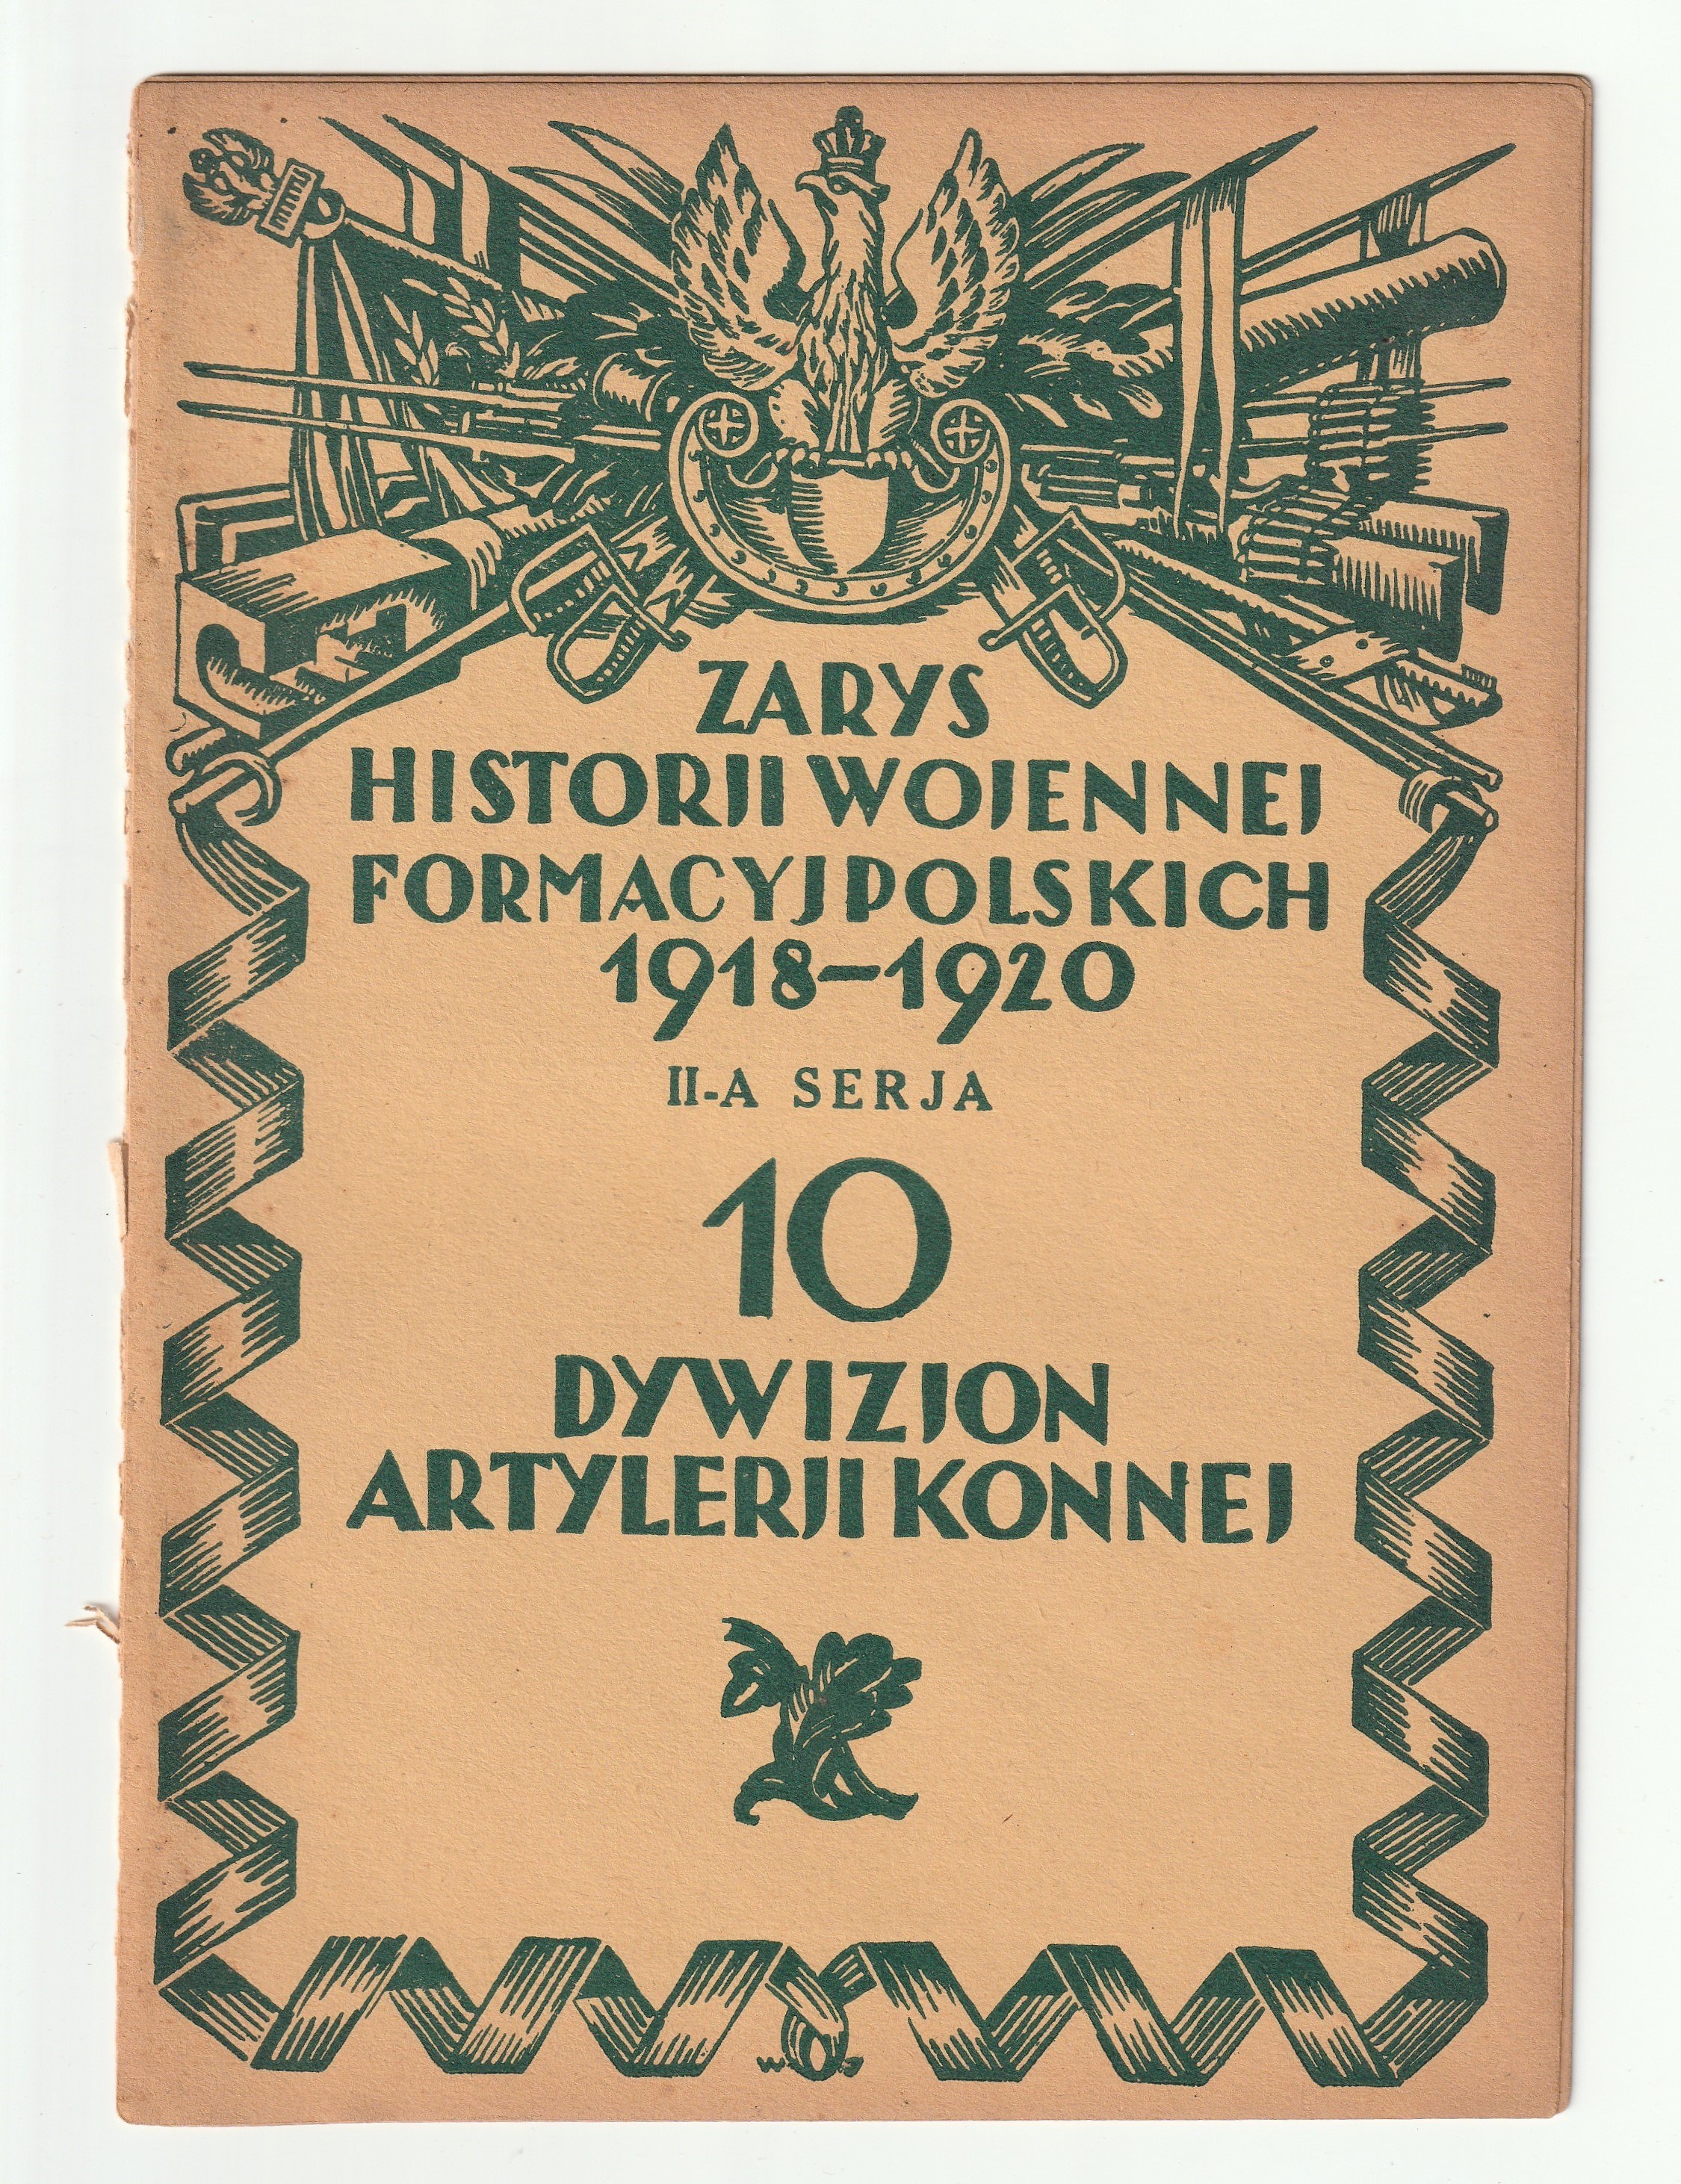 ZARYS
HISTORJI WOJENNEJ
FORMACYJ POLSKICH
1918-1920
II-A SERJA
10
DYWIZJON
ARTYLERJI KONNEJ